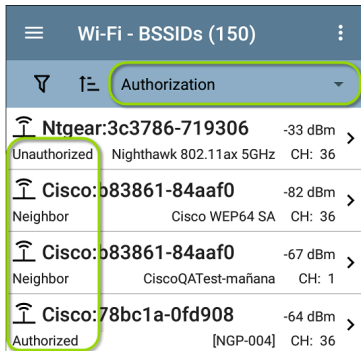 Wi-Fi - BSSIDs (150)
Authorization
Ntgear:3c3786-719306 -33 dBm
Unauthorized Nighthawk 802.11ax 5GHz CH: 36
Cisco:b83861-84aaf0 -82 dBm
Neighbor Cisco WEP64 SA CH: 36
Cisco:b83861-84aaf0 -67 dBm
Neighbor CiscoQATest-mañana CH: 1
Cisco:78bc1a-0fd908 -64 dBm
Authorized [NGP-004] CH: 36